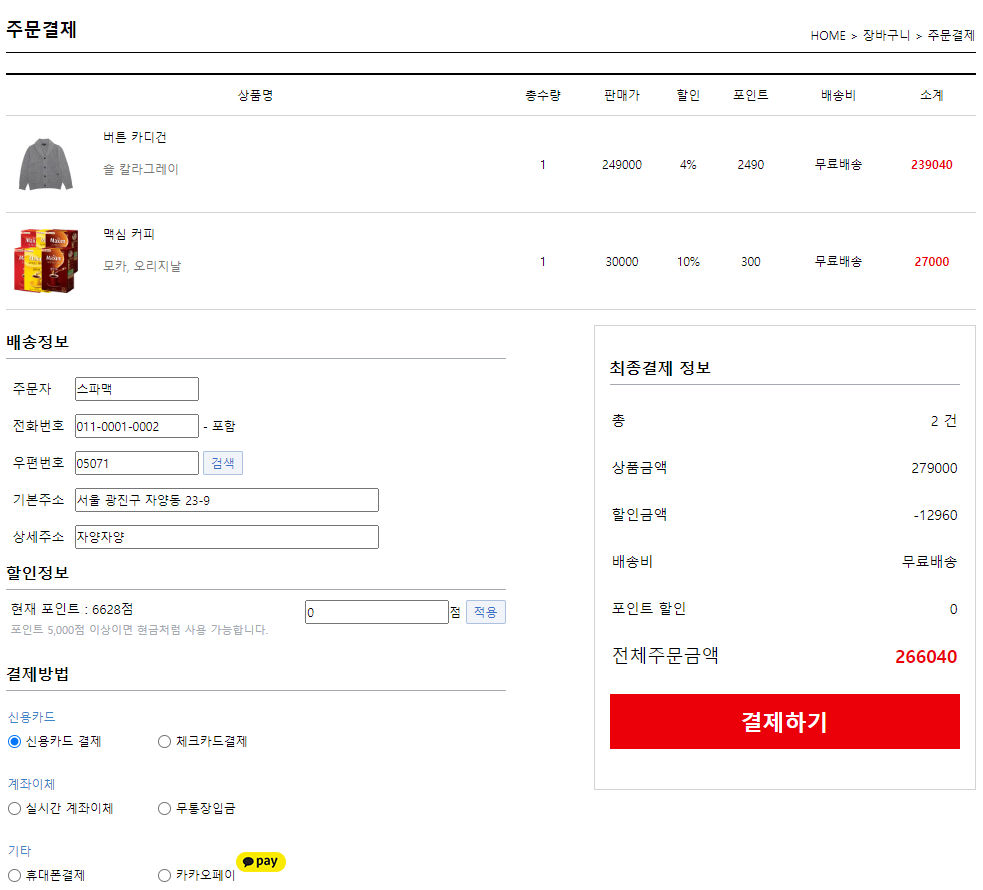 주문결제
HOME > 장바구니 > 주문결제
상품명 총수량 판매가 할인 포인트 배송비 소계
버튼 카디건
숄 칼라그레이
1 249000 4% 2490 무료배송 239040
맥심 커피
모카, 오리지날
1 30000 10% 300 무료배송 27000
배송정보
주문자 스파맥
전화번호 011-0001-0002 - 포함
우편번호 05071 검색
기본주소 서울 광진구 자양동 23-9
상세주소 자양자양
할인정보
현재 포인트 : 6628점 0 점 적용
포인트 5,000점 이상이면 현금처럼 사용 가능합니다.
결제방법
신용카드
신용카드 결제 체크카드결제
계좌이체
실시간 계좌이체 무통장입금
기타
휴대폰결제 카카오페이 pay
최종결제 정보
총 2 건
상품금액 279000
할인금액 -12960
배송비 무료배송
포인트 할인 0
전체주문금액 266040
결제하기